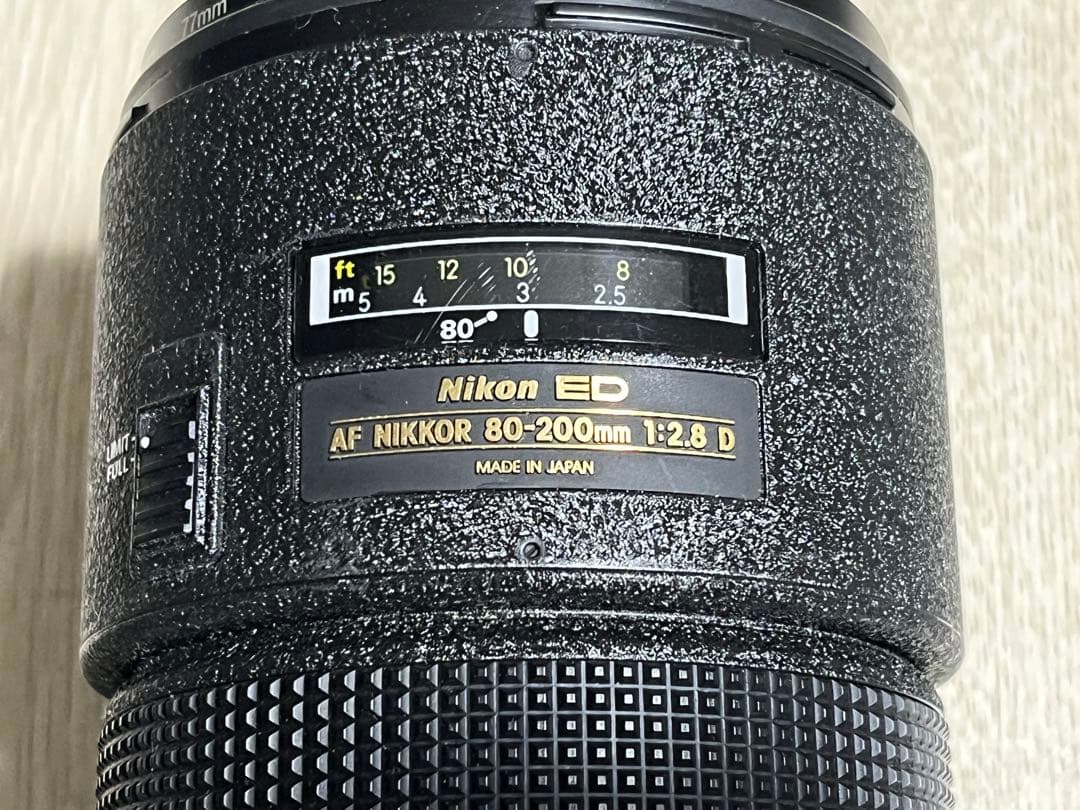 77mm
ft 15 12 10 8
m 5 4 3 2.5
80
LIMIT
FULL
Nikon ED
AF NIKKOR 80-200mm 1:2.8 D
MADE IN JAPAN